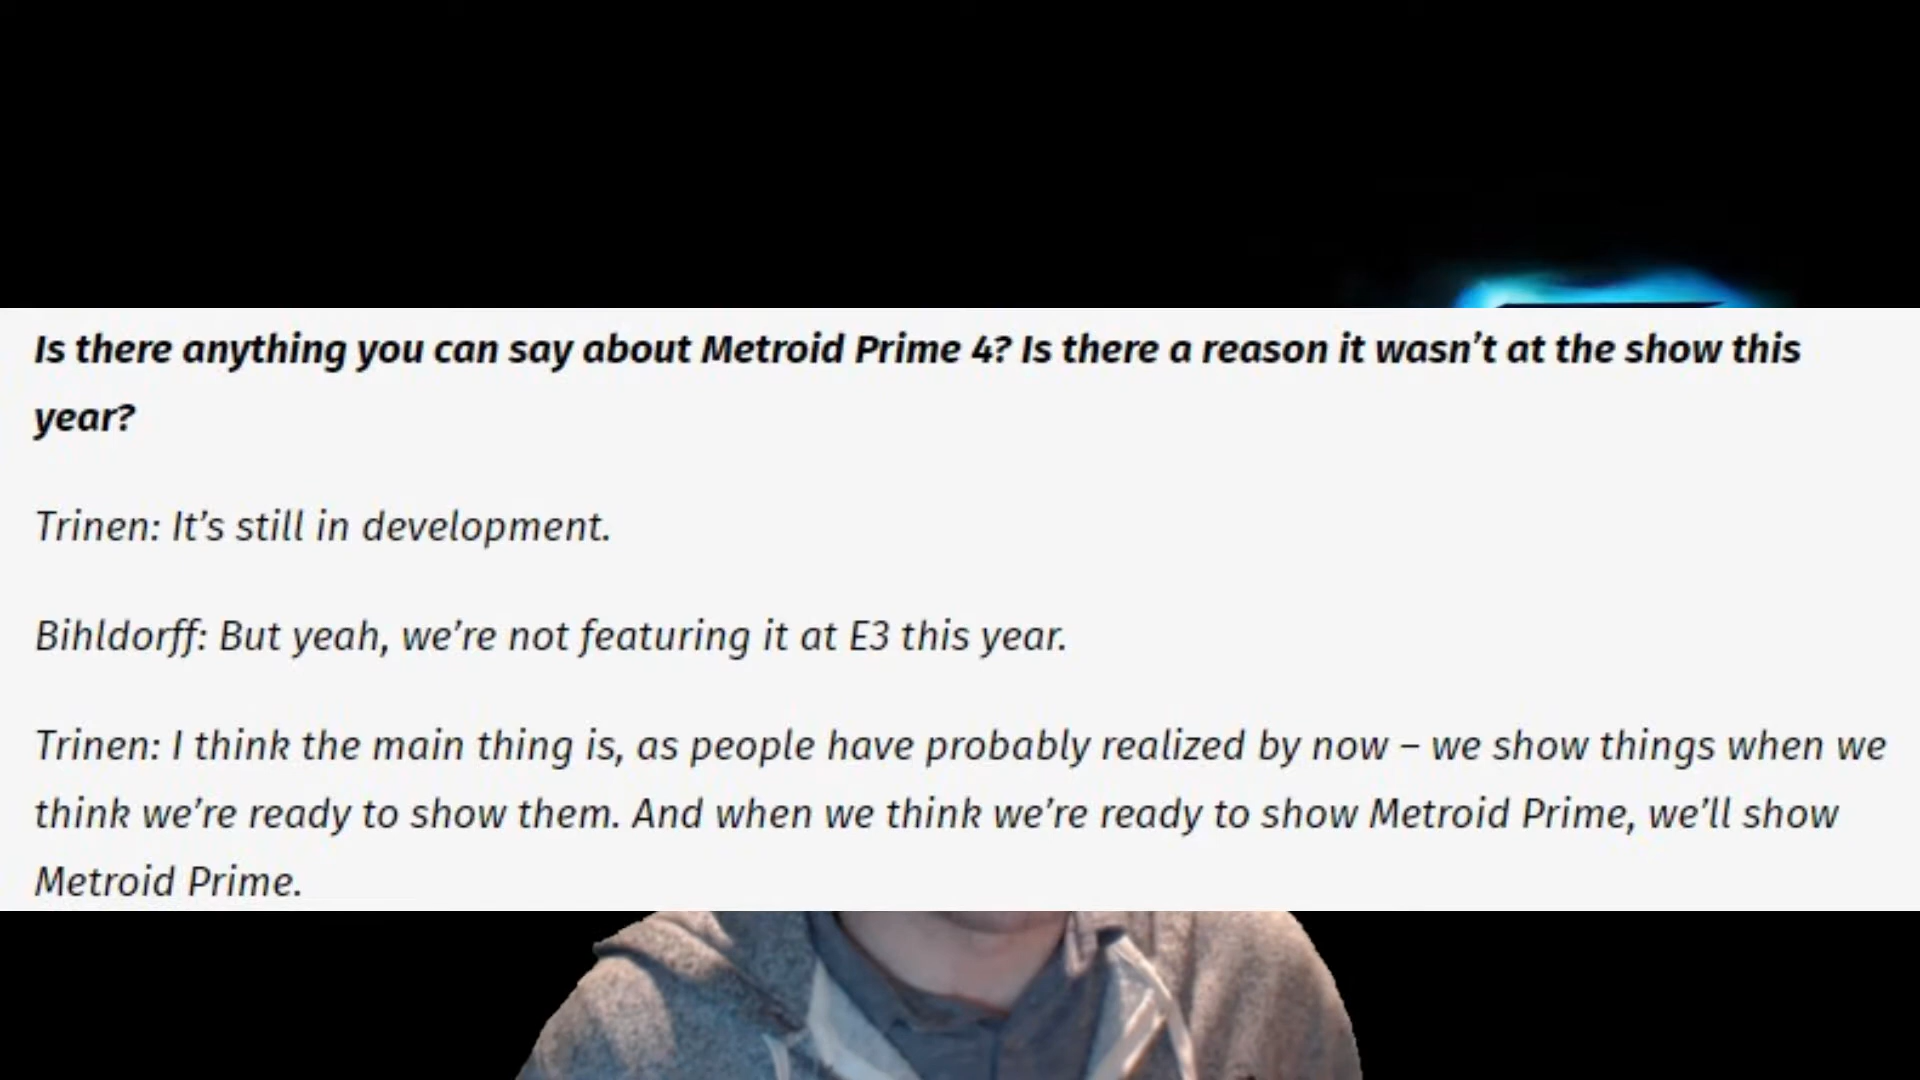 Is there anything you can say about Metroid Prime 4? Is there a reason it wasn’t at the show this
year?
Trinen: It’s still in development.
Bihldorff: But yeah, we’re not featuring it at E3 this year.
Trinen: I think the main thing is, as people have probably realized by now – we show things when we
think we’re ready to show them. And when we think we’re ready to show Metroid Prime, we’ll show
Metroid Prime.